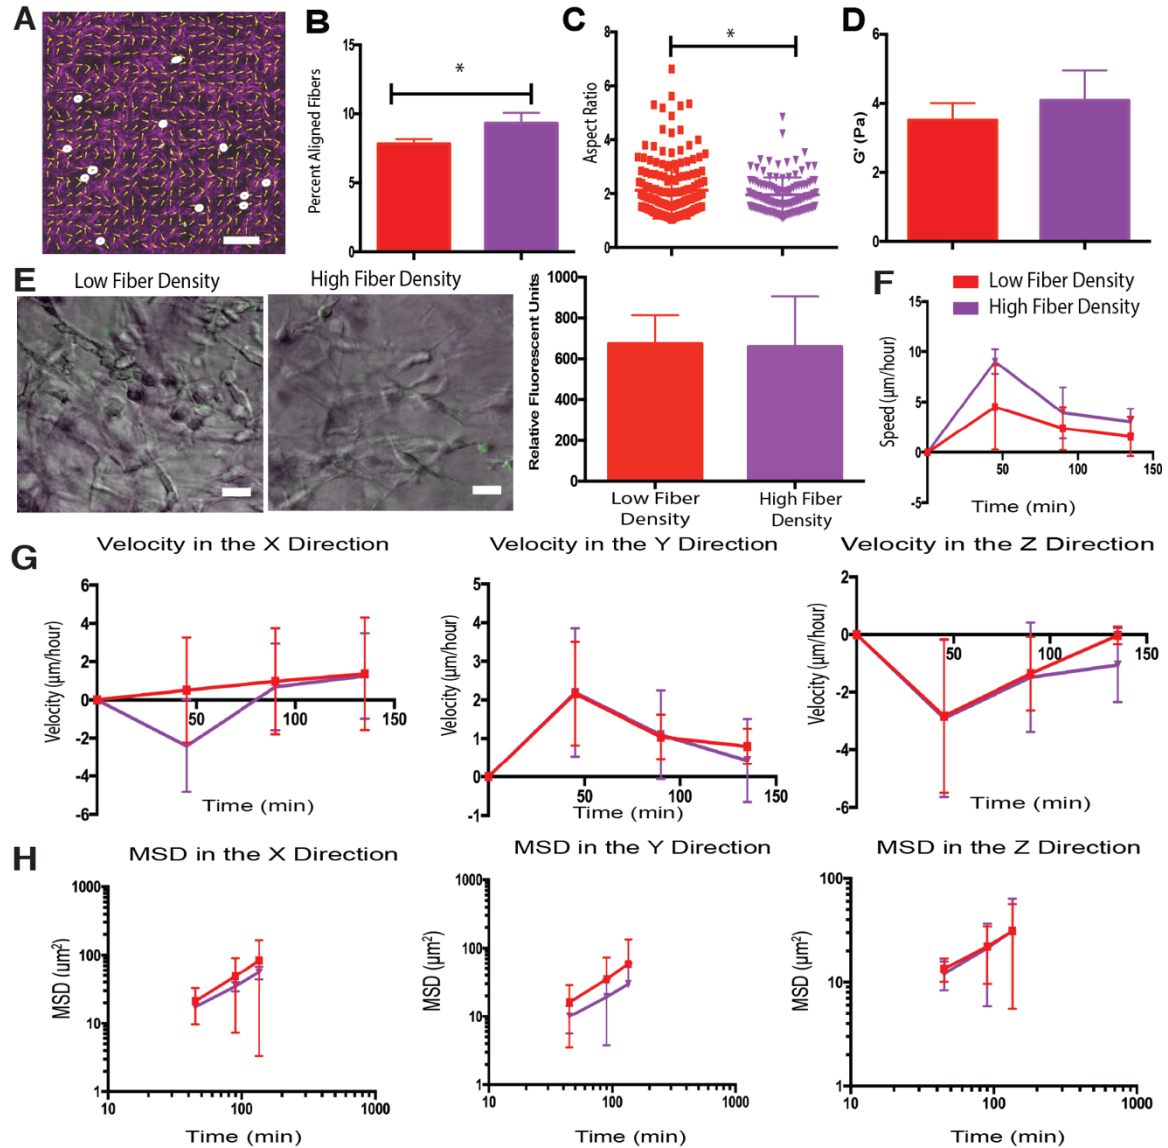 A
B
Percent Aligned Fibers
15
10
5
0
*
C
Aspect Ratio
8
6
4
2
0
*
D
G' (Pa)
6
4
2
0
E
Low Fiber Density
High Fiber Density
Relative Fluorescent Units
1000
800
600
400
200
0
Low Fiber
Density
High Fiber
Density
F
Low Fiber Density
High Fiber Density
Speed (µm/hour)
15
10
5
0
-5
50
100
150
Time (min)
G
Velocity in the X Direction
Velocity (µm/hour)
6
4
2
0
-2
-4
-6
50
100
150
Time (min)
Velocity in the Y Direction
Velocity (µm/hour)
5
4
3
2
1
0
-1
50
100
150
Time (min)
Velocity in the Z Direction
Velocity (µm/hour)
2
0
-2
-4
-6
50
100
150
Time (min)
H
MSD in the X Direction
MSD (µm²)
1000
100
10
1
10
100
1000
Time (min)
MSD in the Y Direction
MSD (µm²)
1000
100
10
1
10
100
1000
Time (min)
MSD in the Z Direction
MSD (µm²)
100
10
1
10
100
1000
Time (min)